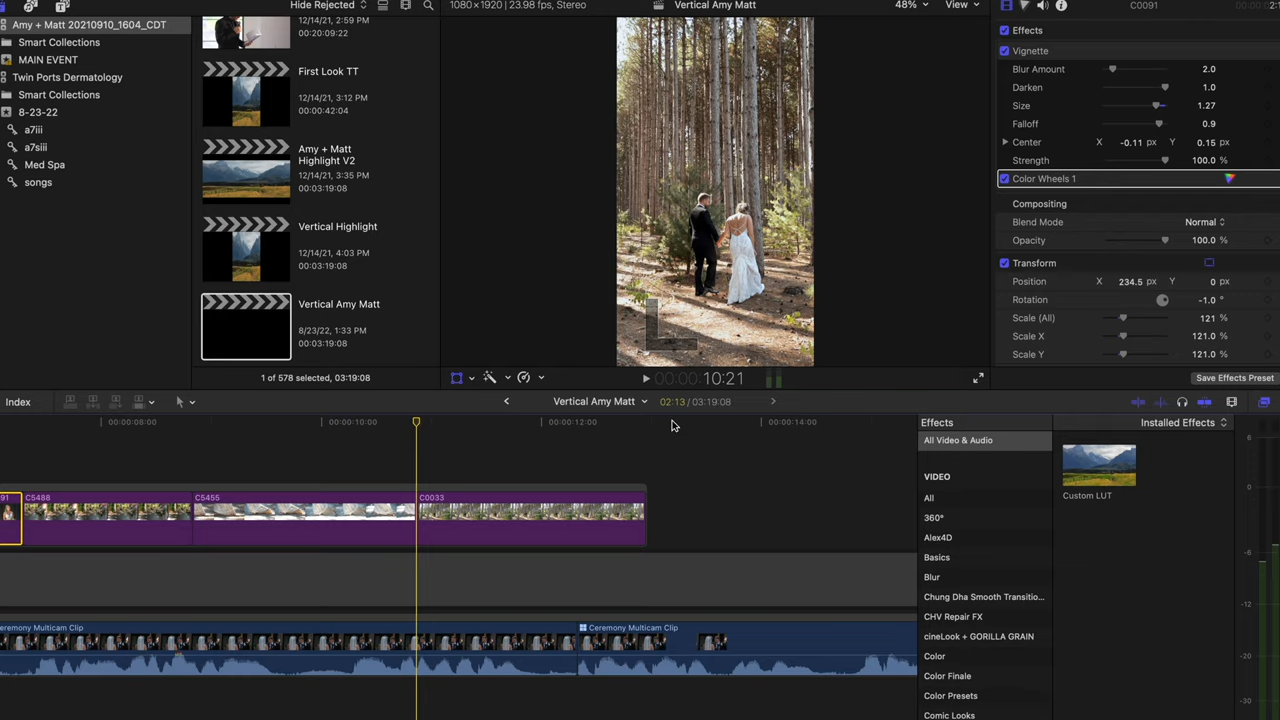 Hide Rejected
1080×1920 | 23.98 fps, Stereo
Vertical Amy Matt
48%
View
C0091
Amy + Matt 20210910_1604_CDT
Smart Collections
MAIN EVENT
Twin Ports Dermatology
Smart Collections
8-23-22
a7iii
a7siii
Med Spa
songs
12/14/21, 2:59 PM
00:20:09:22
First Look TT
12/14/21, 3:12 PM
00:00:42:04
Amy + Matt
Highlight V2
12/14/21, 3:35 PM
00:03:19:08
Vertical Highlight
12/14/21, 4:03 PM
00:03:19:08
Vertical Amy Matt
8/23/22, 1:33 PM
00:03:19:08
1 of 578 selected, 03:19:08
00:00:10:21
Effects
Vignette
Blur Amount 2.0
Darken 1.0
Size 1.27
Falloff 0.9
Center X -0.11 Y 0.15
Strength 100.0 %
Color Wheels 1
Compositing
Blend Mode Normal
Opacity 100.0 %
Transform
Position X 234.5 px Y 0 px
Rotation -1.0 °
Scale (All) 121 %
Scale X 121.0 %
Scale Y 121.0 %
Save Effects Preset
Index
Vertical Amy Matt
02:13 / 03:19:08
00:00:08:00
00:00:10:00
00:00:12:00
00:00:14:00
91
C5488
C5455
C0033
eremony Multicam Clip
Ceremony Multicam Clip
Effects
Installed Effects
All Video & Audio
VIDEO
All
360°
Alex4D
Basics
Blur
Chung Dha Smooth Transitio...
CHV Repair FX
cineLook + GORILLA GRAIN
Color
Color Finale
Color Presets
Comic Looks
Custom LUT
6
0
-6
-12
-20
-30